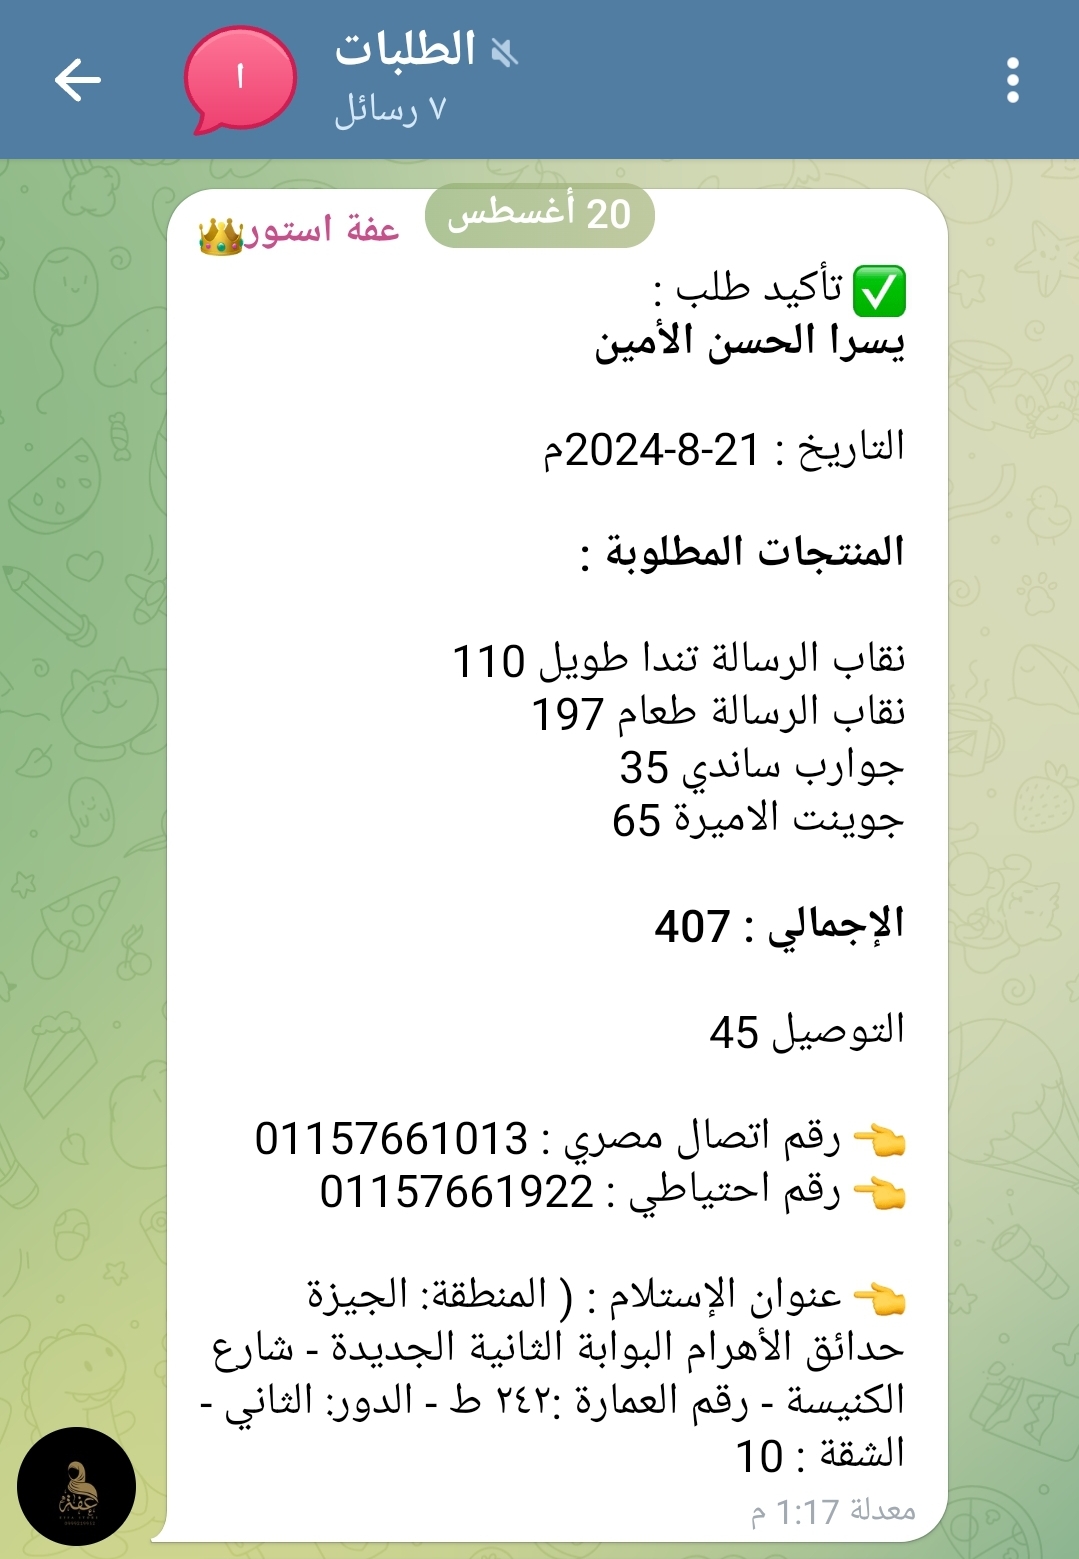 الطلبات
ا
٧ رسائل
20 أغسطس
عفة استور👑
✅ تأكيد طلب :
يسرا الحسن الأمين
التاريخ : 21-8-2024م
المنتجات المطلوبة :
نقاب الرسالة تندا طويل 110
نقاب الرسالة طعام 197
جوارب ساندي 35
جوينت الاميرة 65
الإجمالي : 407
التوصيل 45
👈 رقم اتصال مصري : 01157661013
👈 رقم احتياطي : 01157661922
👈 عنوان الإستلام : ( المنطقة: الجيزة
حدائق الأهرام البوابة الثانية الجديدة - شارع
الكنيسة - رقم العمارة :٢٤٢ ط - الدور: الثاني -
الشقة : 10
معدلة 1:17 م
عفة